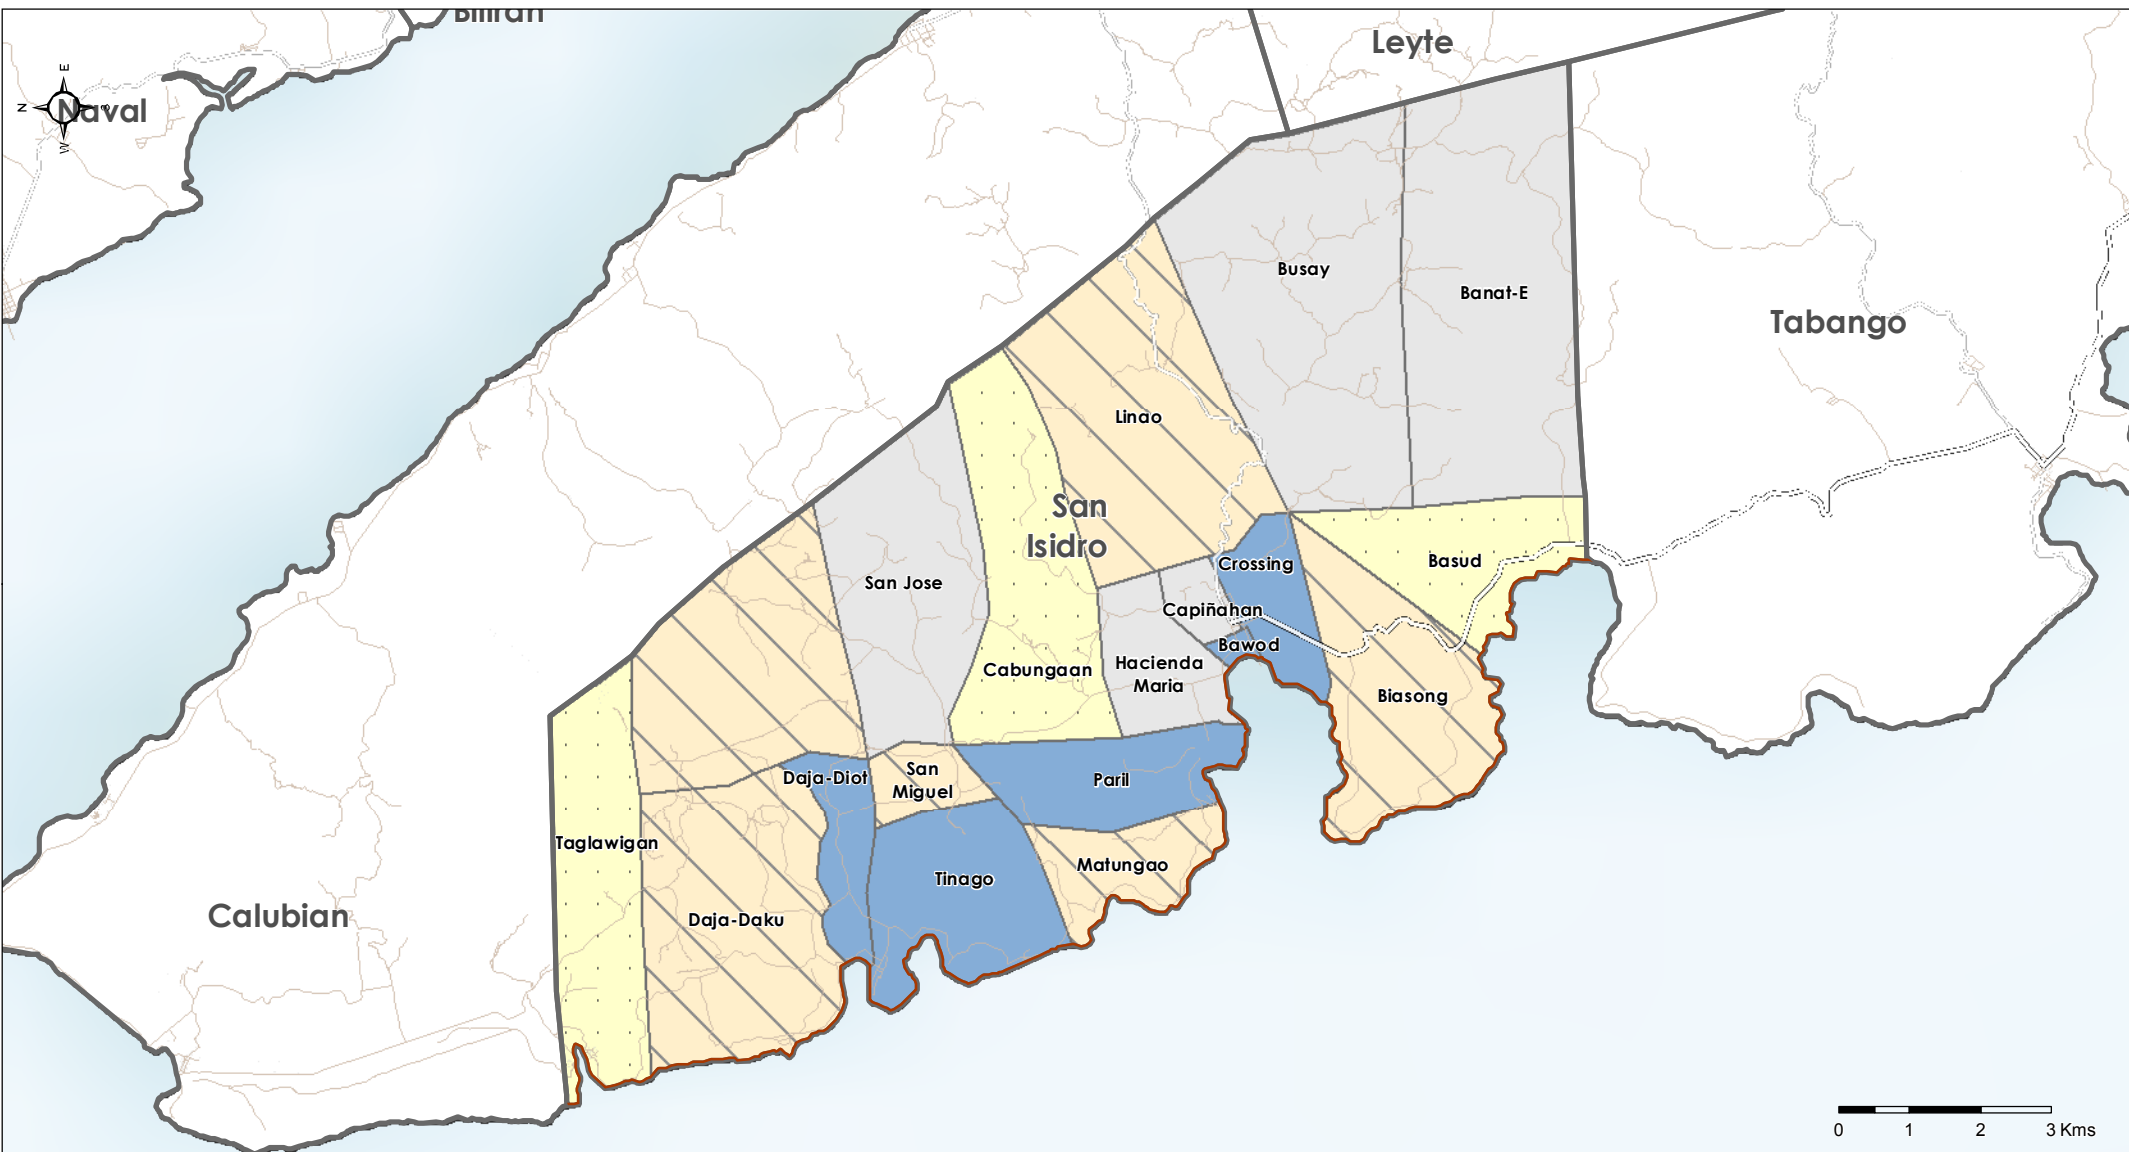 Biliran
Leyte
E
N
S
W
Naval
Busay
Banat-E
Tabango
Linao
San
Isidro
Crossing
Basud
San Jose
Capiñahan
Bawod
Cabungaan
Hacienda
Maria
Biasong
Daja-Diot
San
Miguel
Paril
Taglawigan
Matungao
Tinago
Calubian
Daja-Daku
0 1 2 3 Kms